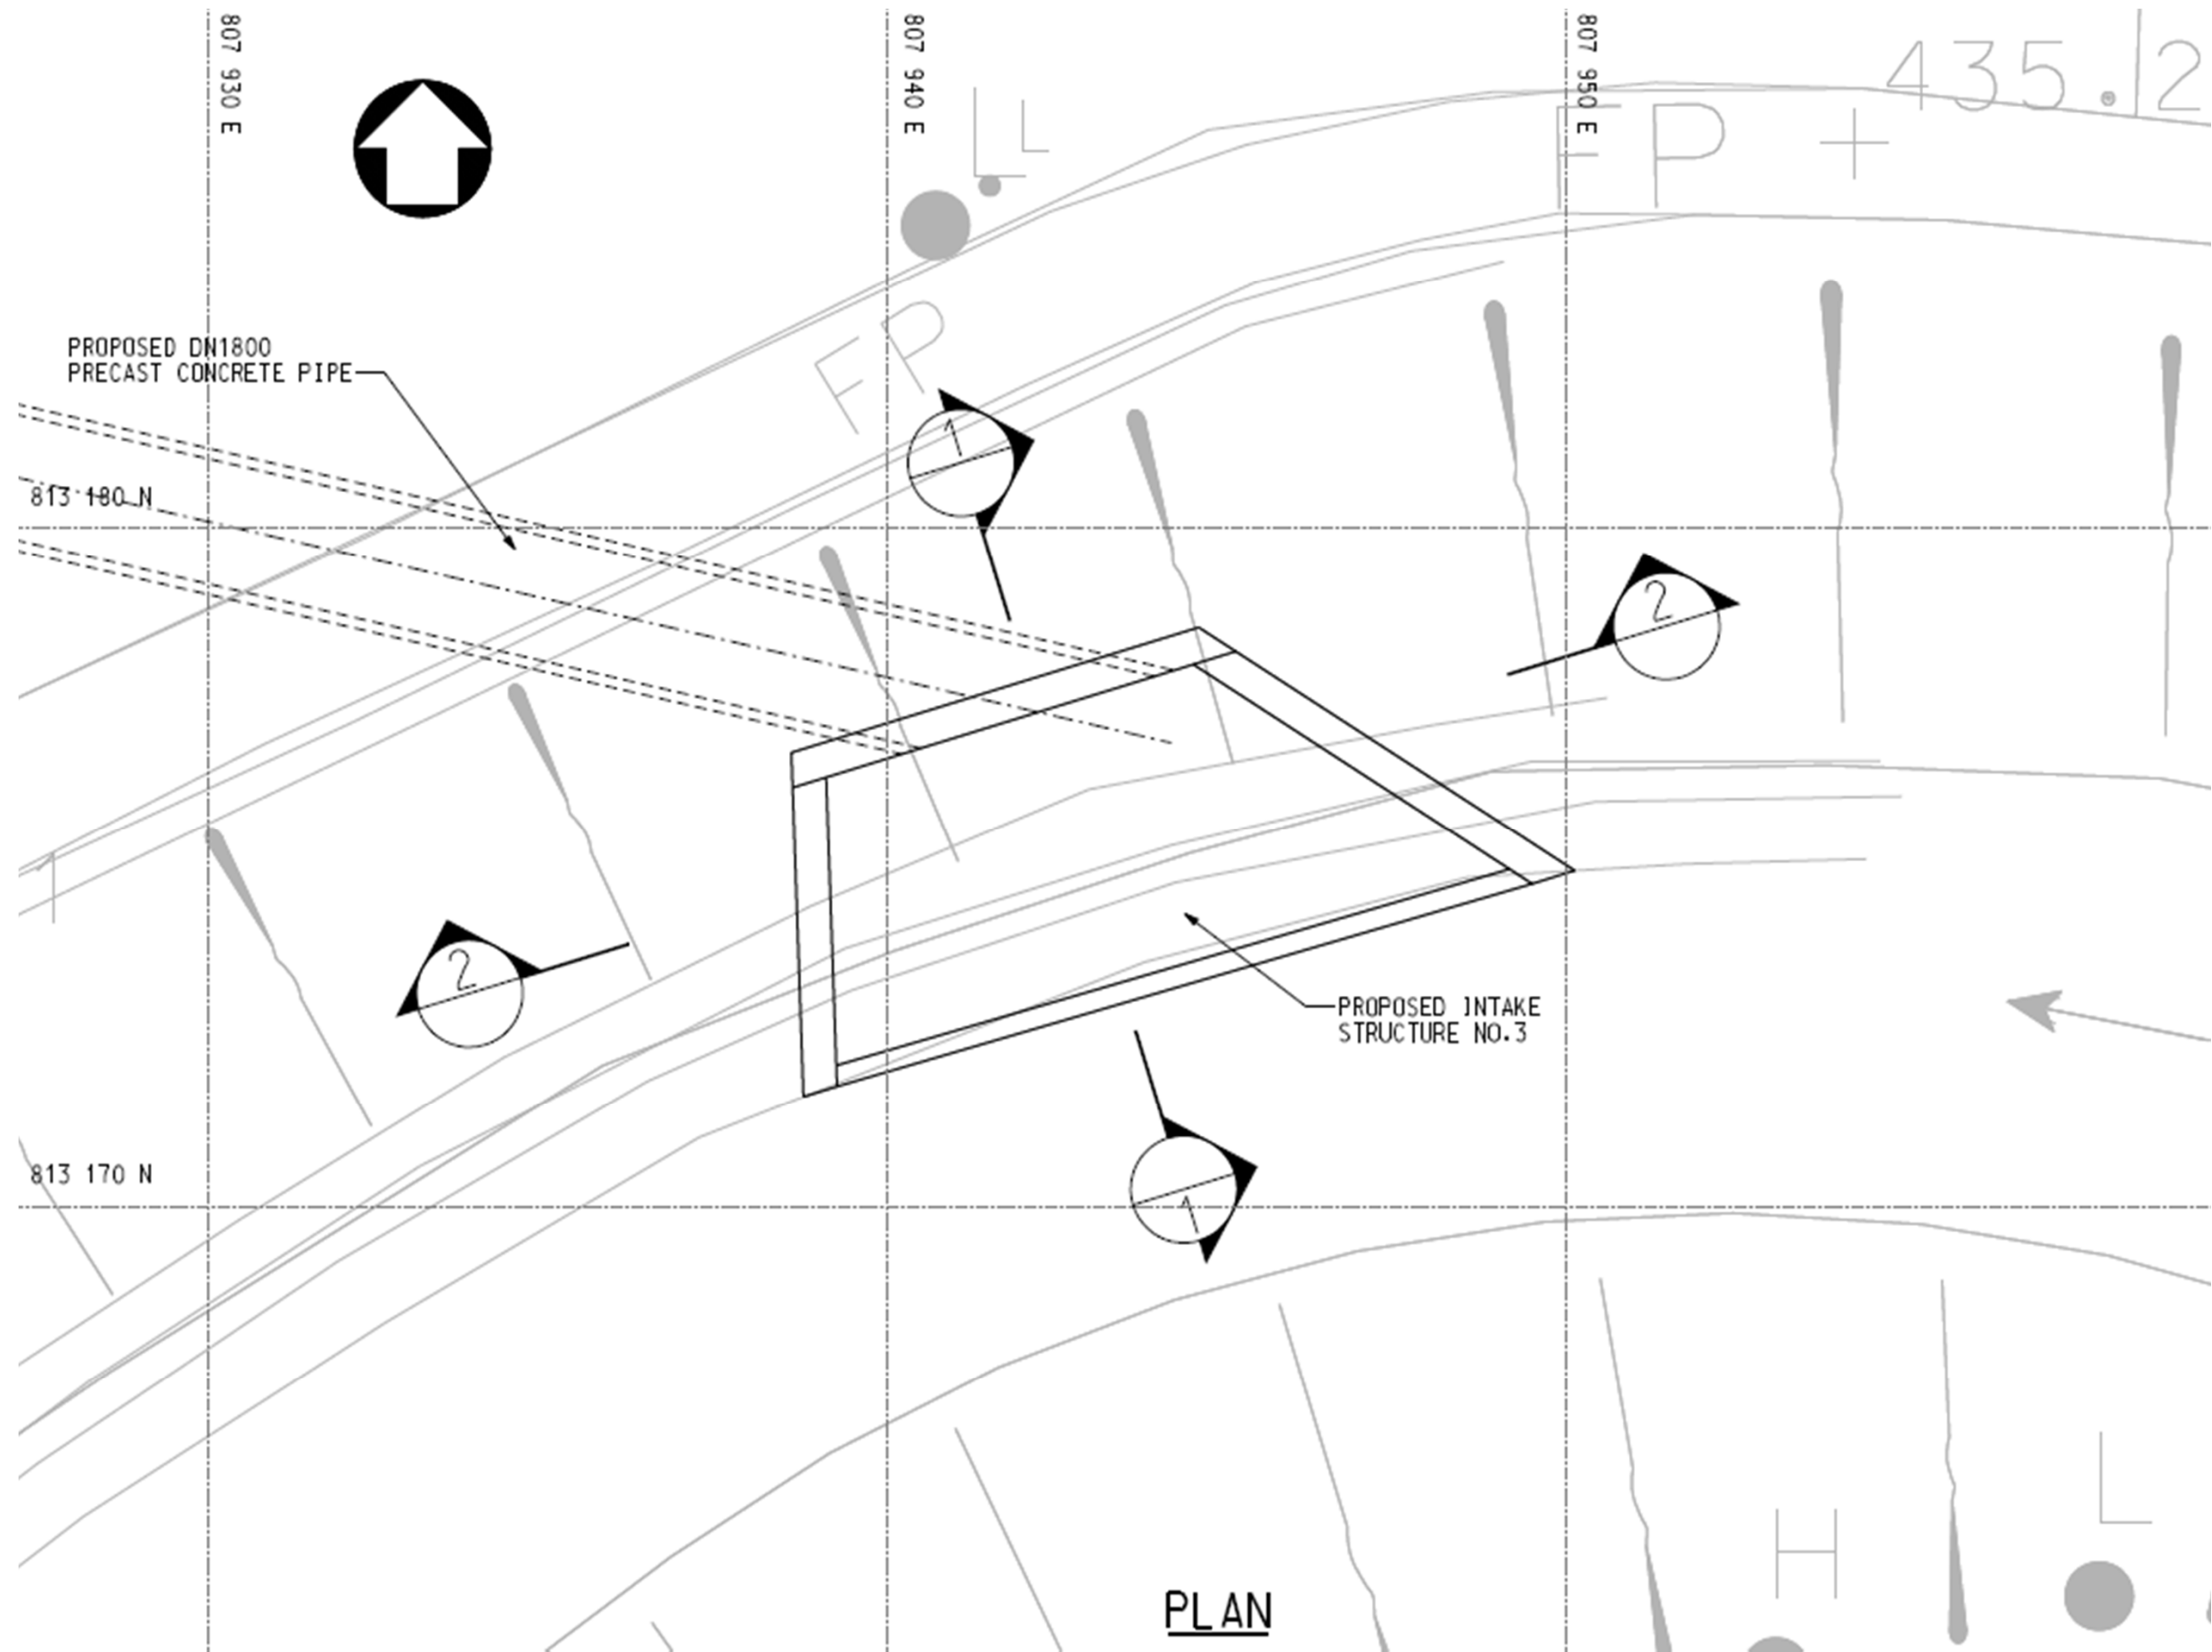 807 930 E
807 940 E
807 950 E
435.12
L
L
FP +
FP
PROPOSED DN1800
PRECAST CONCRETE PIPE
1
813 180 N
2
2
PROPOSED INTAKE
STRUCTURE NO.3
1
813 170 N
L
H
PLAN